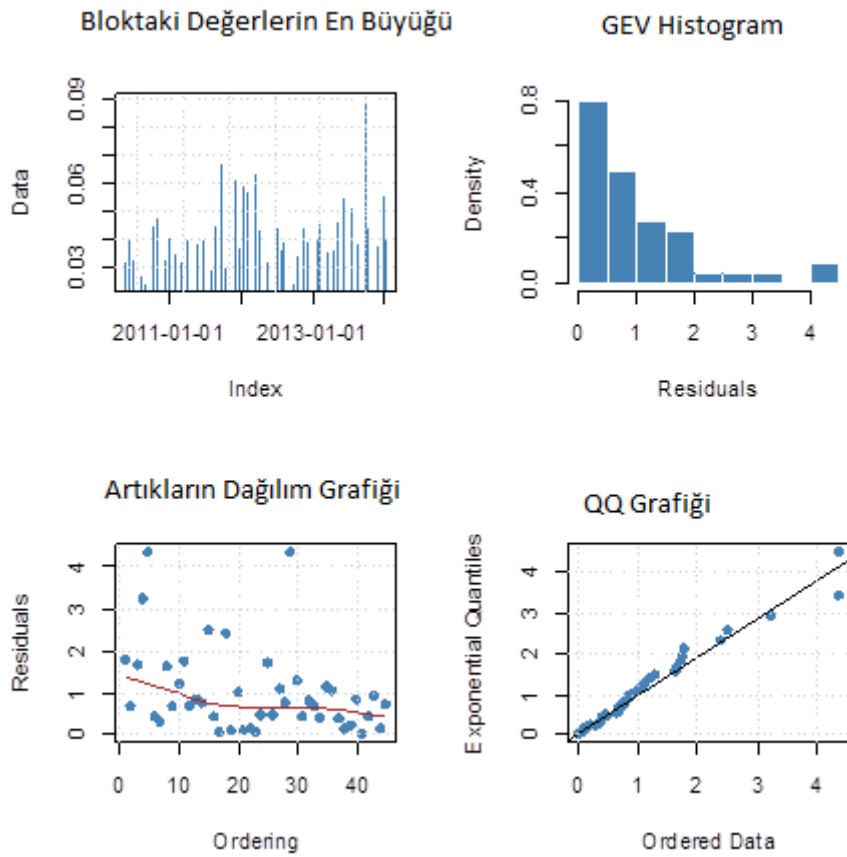 Bloktaki Değerlerin En Büyüğü
Data
0.09
0.06
0.03
2011-01-01 2013-01-01
Index
GEV Histogram
Density
0.8
0.4
0.0
0 1 2 3 4
Residuals
Artıkların Dağılım Grafiği
Residuals
4
3
2
1
0
0 10 20 30 40
Ordering
QQ Grafiği
Exponential Quantiles
4
3
2
1
0
0 1 2 3 4
Ordered Data